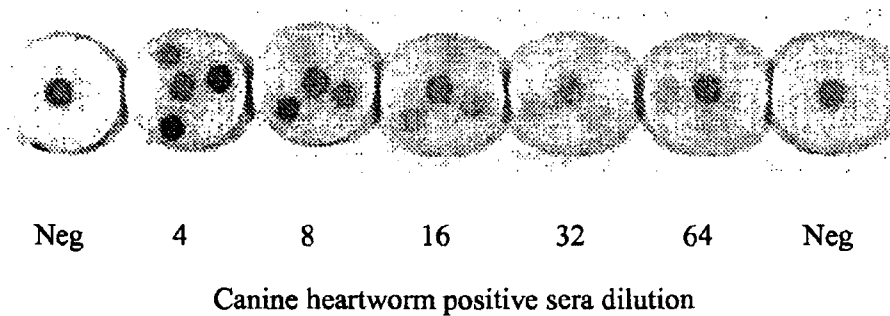 Neg 4 8 16 32 64 Neg
Canine heartworm positive sera dilution